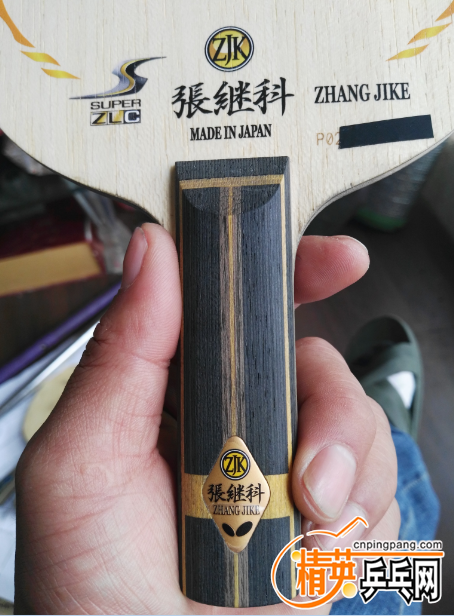 ZJK
SUPER
ZLC
張継科
ZHANG JIKE
MADE IN JAPAN
P02
ZJK
張継科
ZHANG JIKE
cnpingpang.com
精英乒乓网